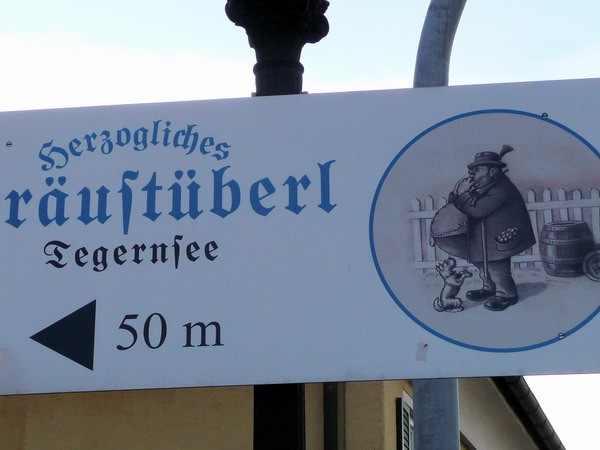 Herzogliches
räuſtüberl
Tegernſee
50 m